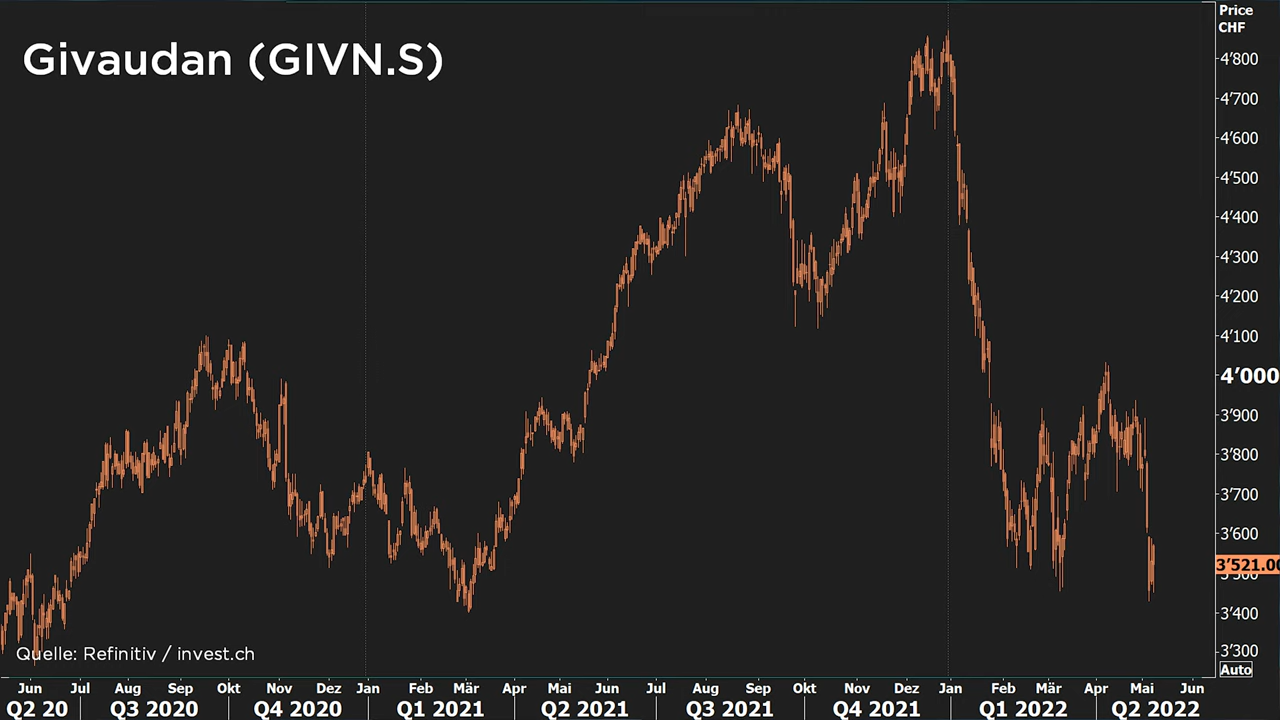 Givaudan (GIVN.S)
Price
CHF
4'800
4'700
4'600
4'500
4'400
4'300
4'200
4'100
4'000
3'900
3'800
3'700
3'600
3'521.00
3'500
3'400
3'300
Auto
Quelle: Refinitiv / invest.ch
Jun Jul Aug Sep Okt Nov Dez Jan Feb Mär Apr Mai Jun Jul Aug Sep Okt Nov Dez Jan Feb Mär Apr Mai Jun
Q2 20 Q3 2020 Q4 2020 Q1 2021 Q2 2021 Q3 2021 Q4 2021 Q1 2022 Q2 2022